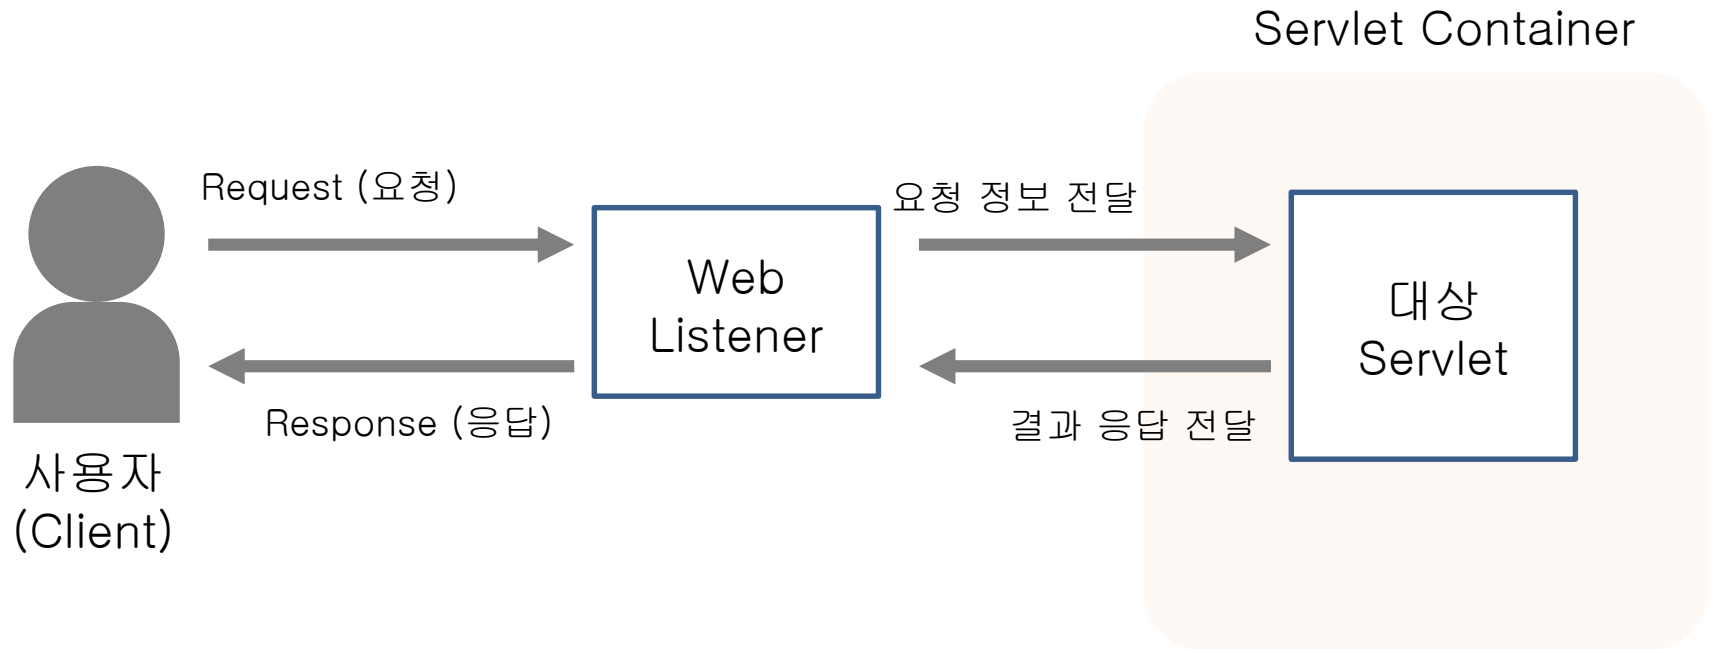 Servlet Container
Request (요청)
요청 정보 전달
Web
Listener
대상
Servlet
Response (응답)
결과 응답 전달
사용자
(Client)